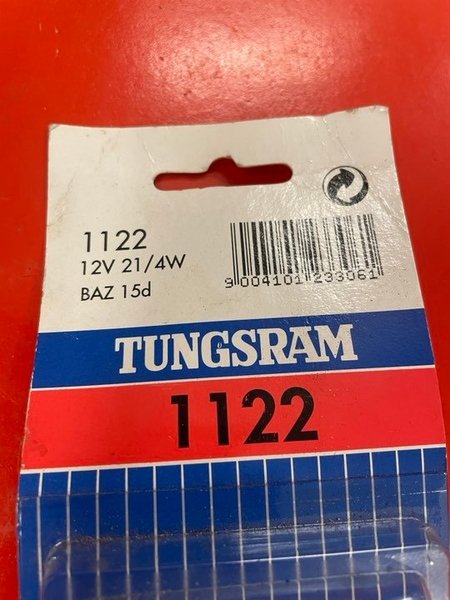 1122
12V 21/4W
BAZ 15d
9 004101 233061
TUNGSRAM
1122